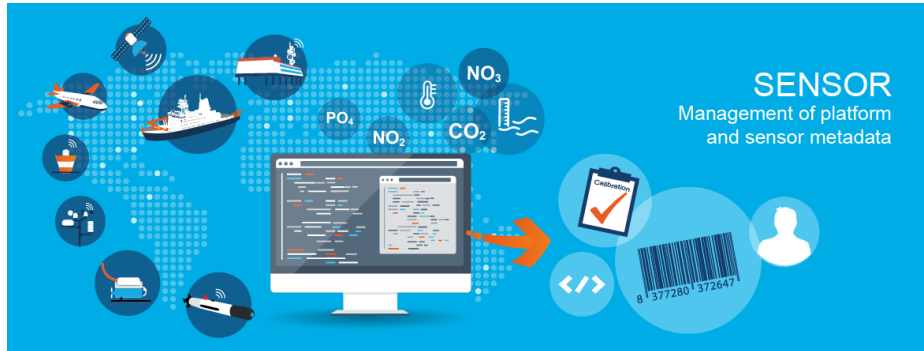 SENSOR
Management of platform
and sensor metadata
NO3
PO4
NO2
CO2
Calibration
</>
8 377280 372647